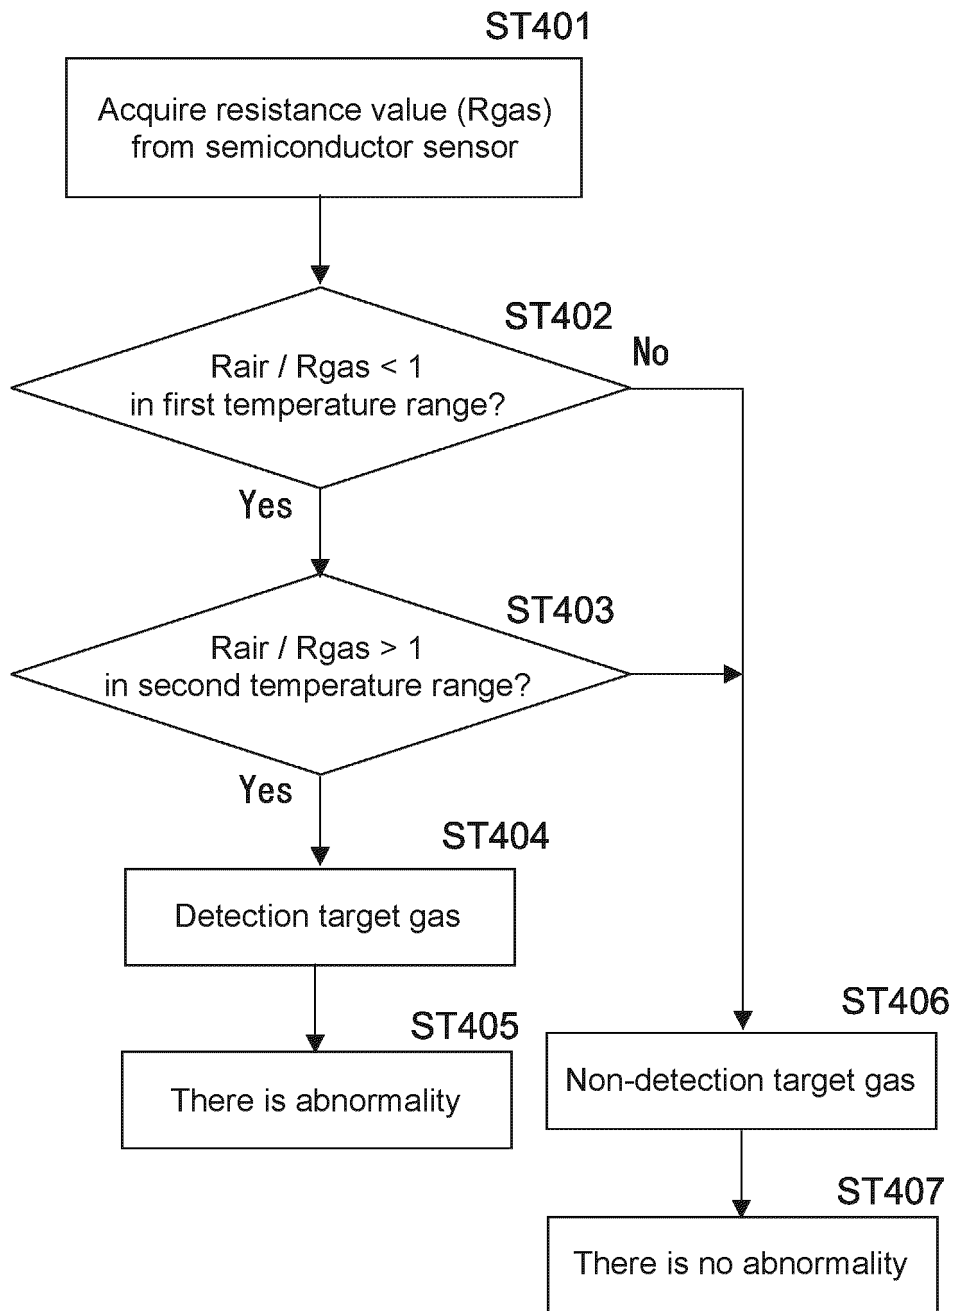 ST401
Acquire resistance value (Rgas)
from semiconductor sensor
ST402
Rair / Rgas < 1
in first temperature range?
No
Yes
ST403
Rair / Rgas > 1
in second temperature range?
Yes
ST404
Detection target gas
ST405
There is abnormality
ST406
Non-detection target gas
ST407
There is no abnormality